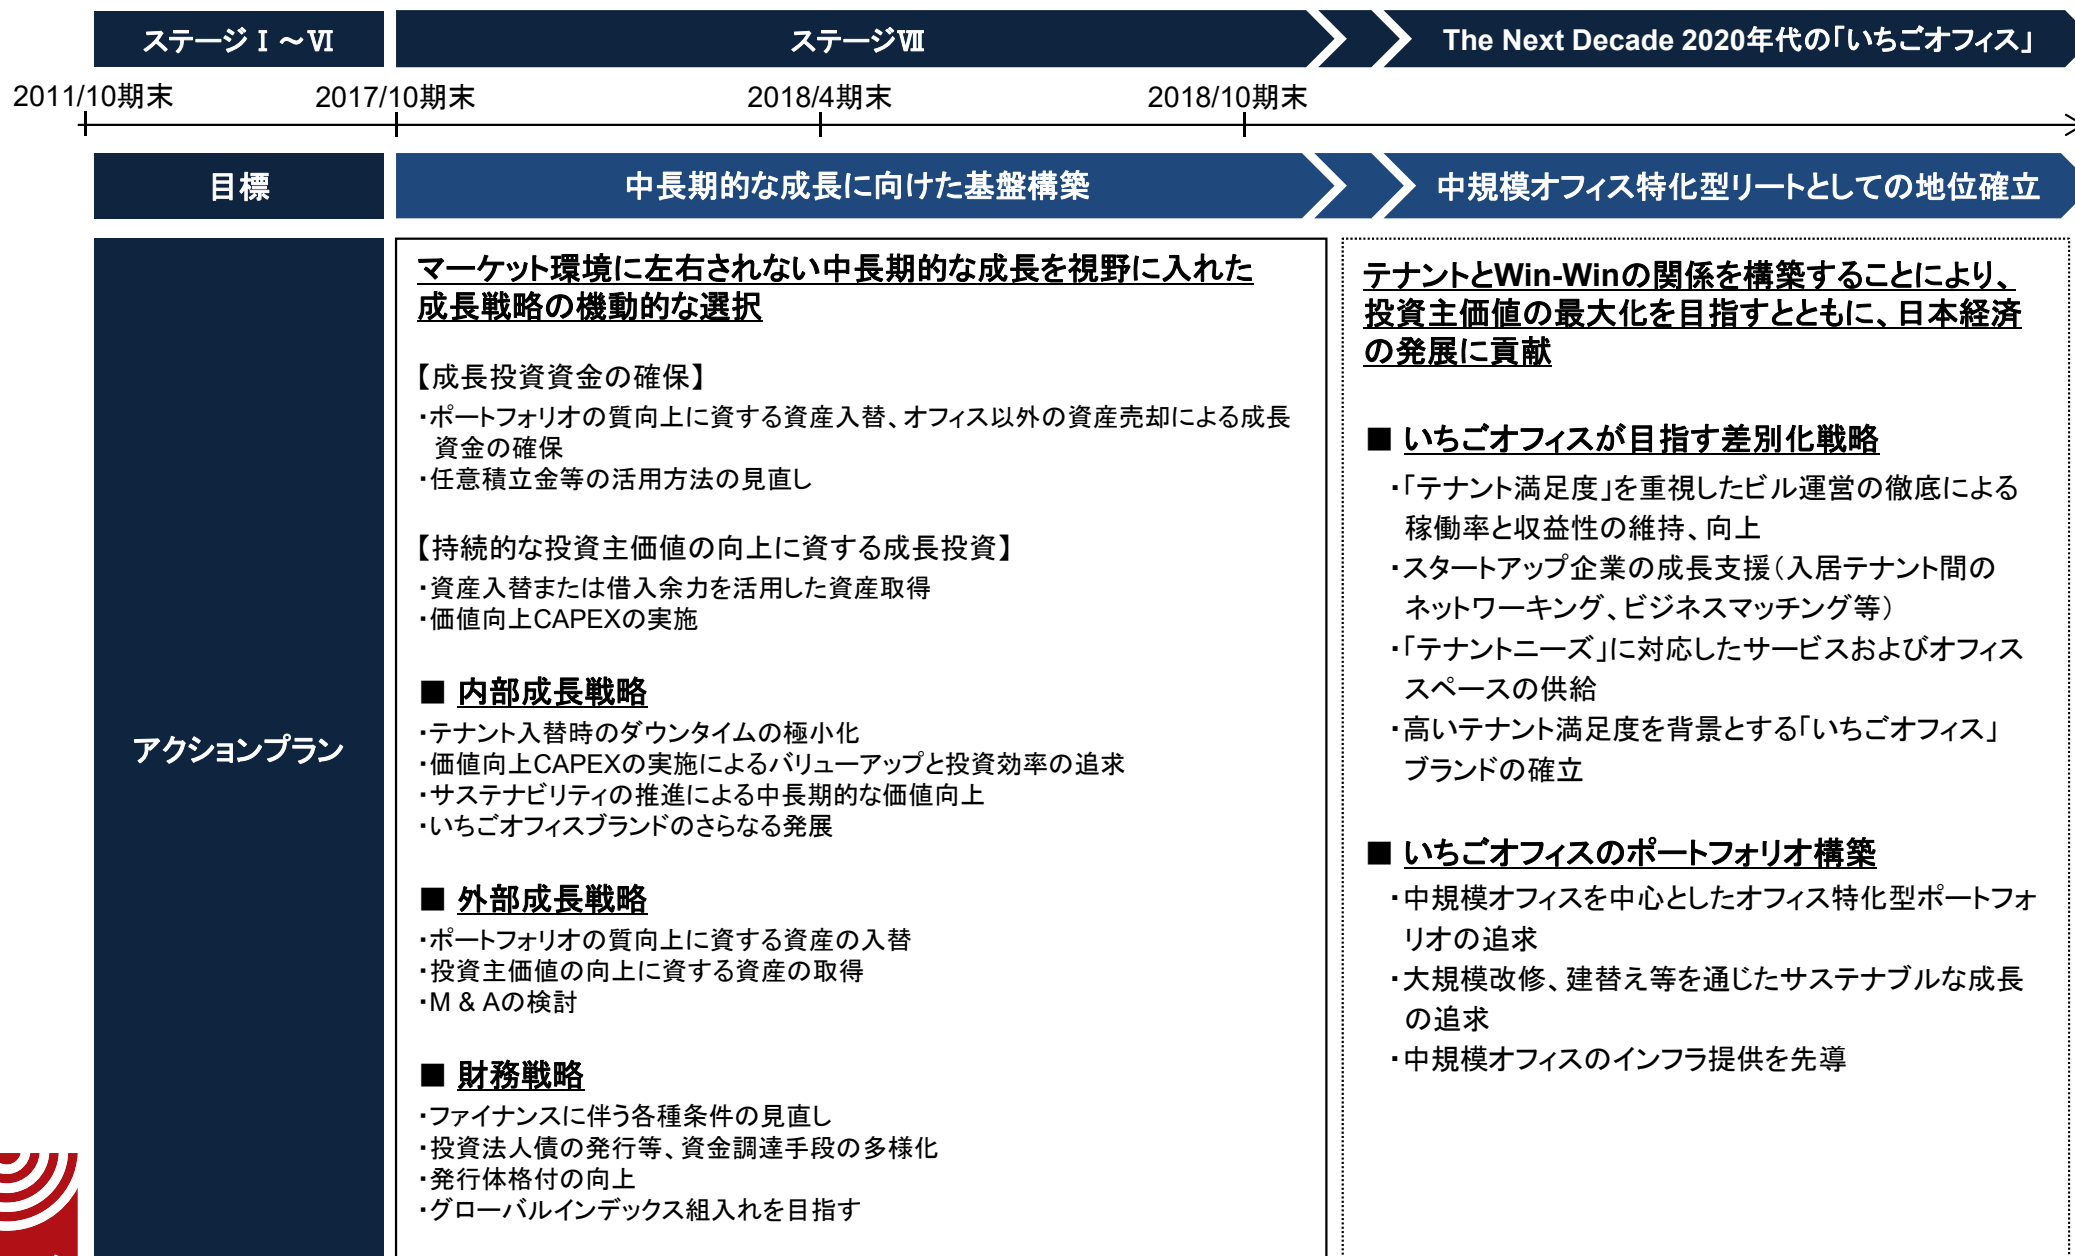 ステージⅠ～Ⅵ
ステージⅦ
The Next Decade 2020年代の「いちごオフィス」
2011/10期末
2017/10期末
2018/4期末
2018/10期末
目標
中長期的な成長に向けた基盤構築
中規模オフィス特化型リートとしての地位確立
アクションプラン
マーケット環境に左右されない中長期的な成長を視野に入れた
成長戦略の機動的な選択
【成長投資資金の確保】
・ポートフォリオの質向上に資する資産入替、オフィス以外の資産売却による成長
資金の確保
・任意積立金等の活用方法の見直し
【持続的な投資主価値の向上に資する成長投資】
・資産入替または借入余力を活用した資産取得
・価値向上CAPEXの実施
■ 内部成長戦略
・テナント入替時のダウンタイムの極小化
・価値向上CAPEXの実施によるバリューアップと投資効率の追求
・サステナビリティの推進による中長期的な価値向上
・いちごオフィスブランドのさらなる発展
■ 外部成長戦略
・ポートフォリオの質向上に資する資産の入替
・投資主価値の向上に資する資産の取得
・M & Aの検討
■ 財務戦略
・ファイナンスに伴う各種条件の見直し
・投資法人債の発行等、資金調達手段の多様化
・発行体格付の向上
・グローバルインデックス組入れを目指す
テナントとWin-Winの関係を構築することにより、
投資主価値の最大化を目指すとともに、日本経済
の発展に貢献
■ いちごオフィスが目指す差別化戦略
・「テナント満足度」を重視したビル運営の徹底による
稼働率と収益性の維持、向上
・スタートアップ企業の成長支援（入居テナント間の
ネットワーキング、ビジネスマッチング等）
・「テナントニーズ」に対応したサービスおよびオフィス
スペースの供給
・高いテナント満足度を背景とする「いちごオフィス」
ブランドの確立
■ いちごオフィスのポートフォリオ構築
・中規模オフィスを中心としたオフィス特化型ポートフォ
リオの追求
・大規模改修、建替え等を通じたサステナブルな成長
の追求
・中規模オフィスのインフラ提供を先導